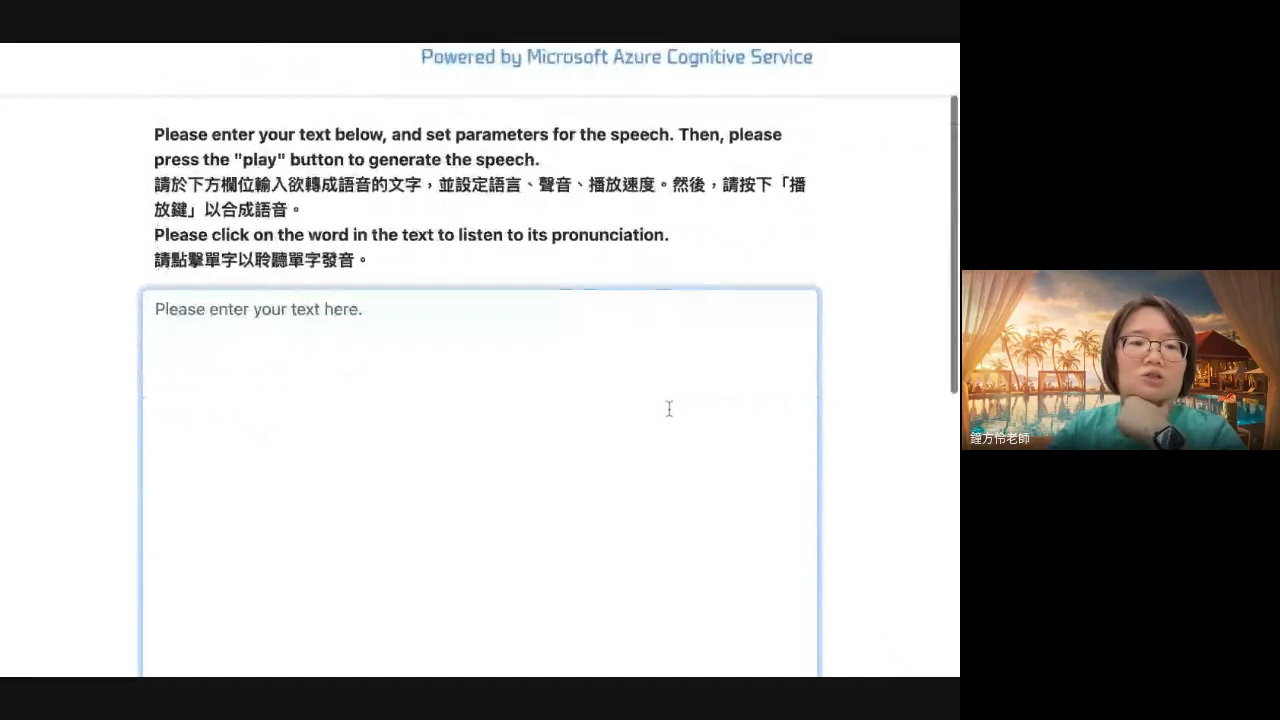 Powered by Microsoft Azure Cognitive Service
Please enter your text below, and set parameters for the speech. Then, please
press the "play" button to generate the speech.
請於下方欄位輸入欲轉成語音的文字，並設定語言、聲音、播放速度。然後，請按下「播
放鍵」以合成語音。
Please click on the word in the text to listen to its pronunciation.
請點擊單字以聆聽單字發音。
Please enter your text here.
鐘方伶老師